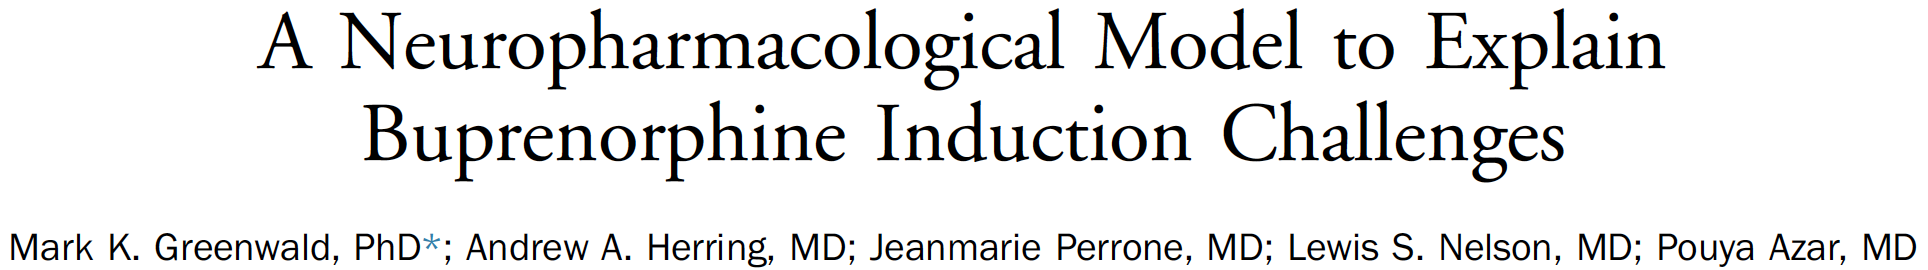 A Neuropharmacological Model to Explain
Buprenorphine Induction Challenges
Mark K. Greenwald, PhD*; Andrew A. Herring, MD; Jeanmarie Perrone, MD; Lewis S. Nelson, MD; Pouya Azar, MD